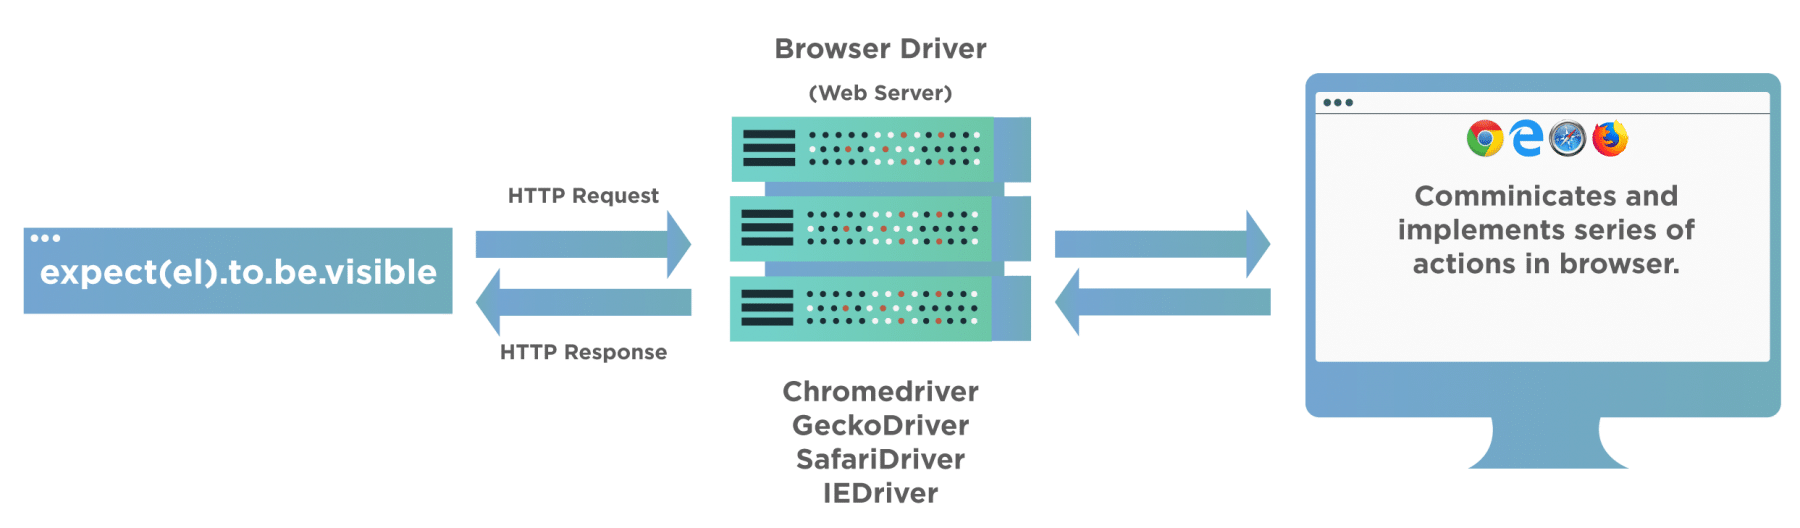 Browser Driver
(Web Server)
HTTP Request
expect(el).to.be.visible
HTTP Response
Chromedriver
GeckoDriver
SafariDriver
IEDriver
Comminicates and
implements series of
actions in browser.